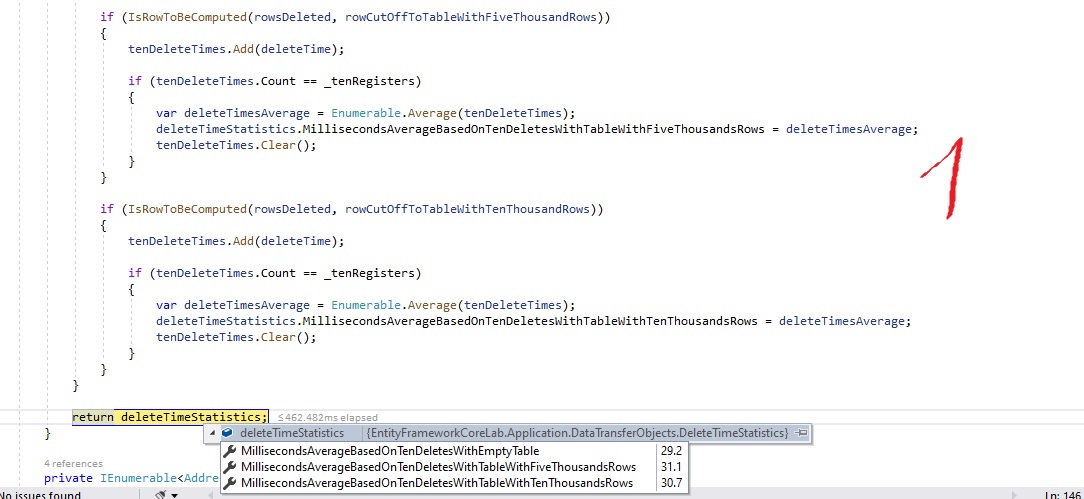 if (IsRowToBeComputed(rowsDeleted, rowCutOffToTableWithFiveThousandRows))
{
tenDeleteTimes.Add(deleteTime);
if (tenDeleteTimes.Count == _tenRegisters)
{
var deleteTimesAverage = Enumerable.Average(tenDeleteTimes);
deleteTimeStatistics.MillisecondsAverageBasedOnTenDeletesWithTableWithFiveThousandsRows = deleteTimesAverage;
tenDeleteTimes.Clear();
}
}
1
if (IsRowToBeComputed(rowsDeleted, rowCutOffToTableWithTenThousandRows))
{
tenDeleteTimes.Add(deleteTime);
if (tenDeleteTimes.Count == _tenRegisters)
{
var deleteTimesAverage = Enumerable.Average(tenDeleteTimes);
deleteTimeStatistics.MillisecondsAverageBasedOnTenDeletesWithTableWithTenThousandsRows = deleteTimesAverage;
tenDeleteTimes.Clear();
}
}
}
return deleteTimeStatistics; ≤462.482ms elapsed
}
deleteTimeStatistics {EntityFrameworkCoreLab.Application.DataTransferObjects.DeleteTimeStatistics}
MillisecondsAverageBasedOnTenDeletesWithEmptyTable 29.2
4 references
MillisecondsAverageBasedOnTenDeletesWithTableWithFiveThousandsRows 31.1
private IEnumerable<Addre
MillisecondsAverageBasedOnTenDeletesWithTableWithTenThousandsRows 30.7
No issues found
Ln: 146